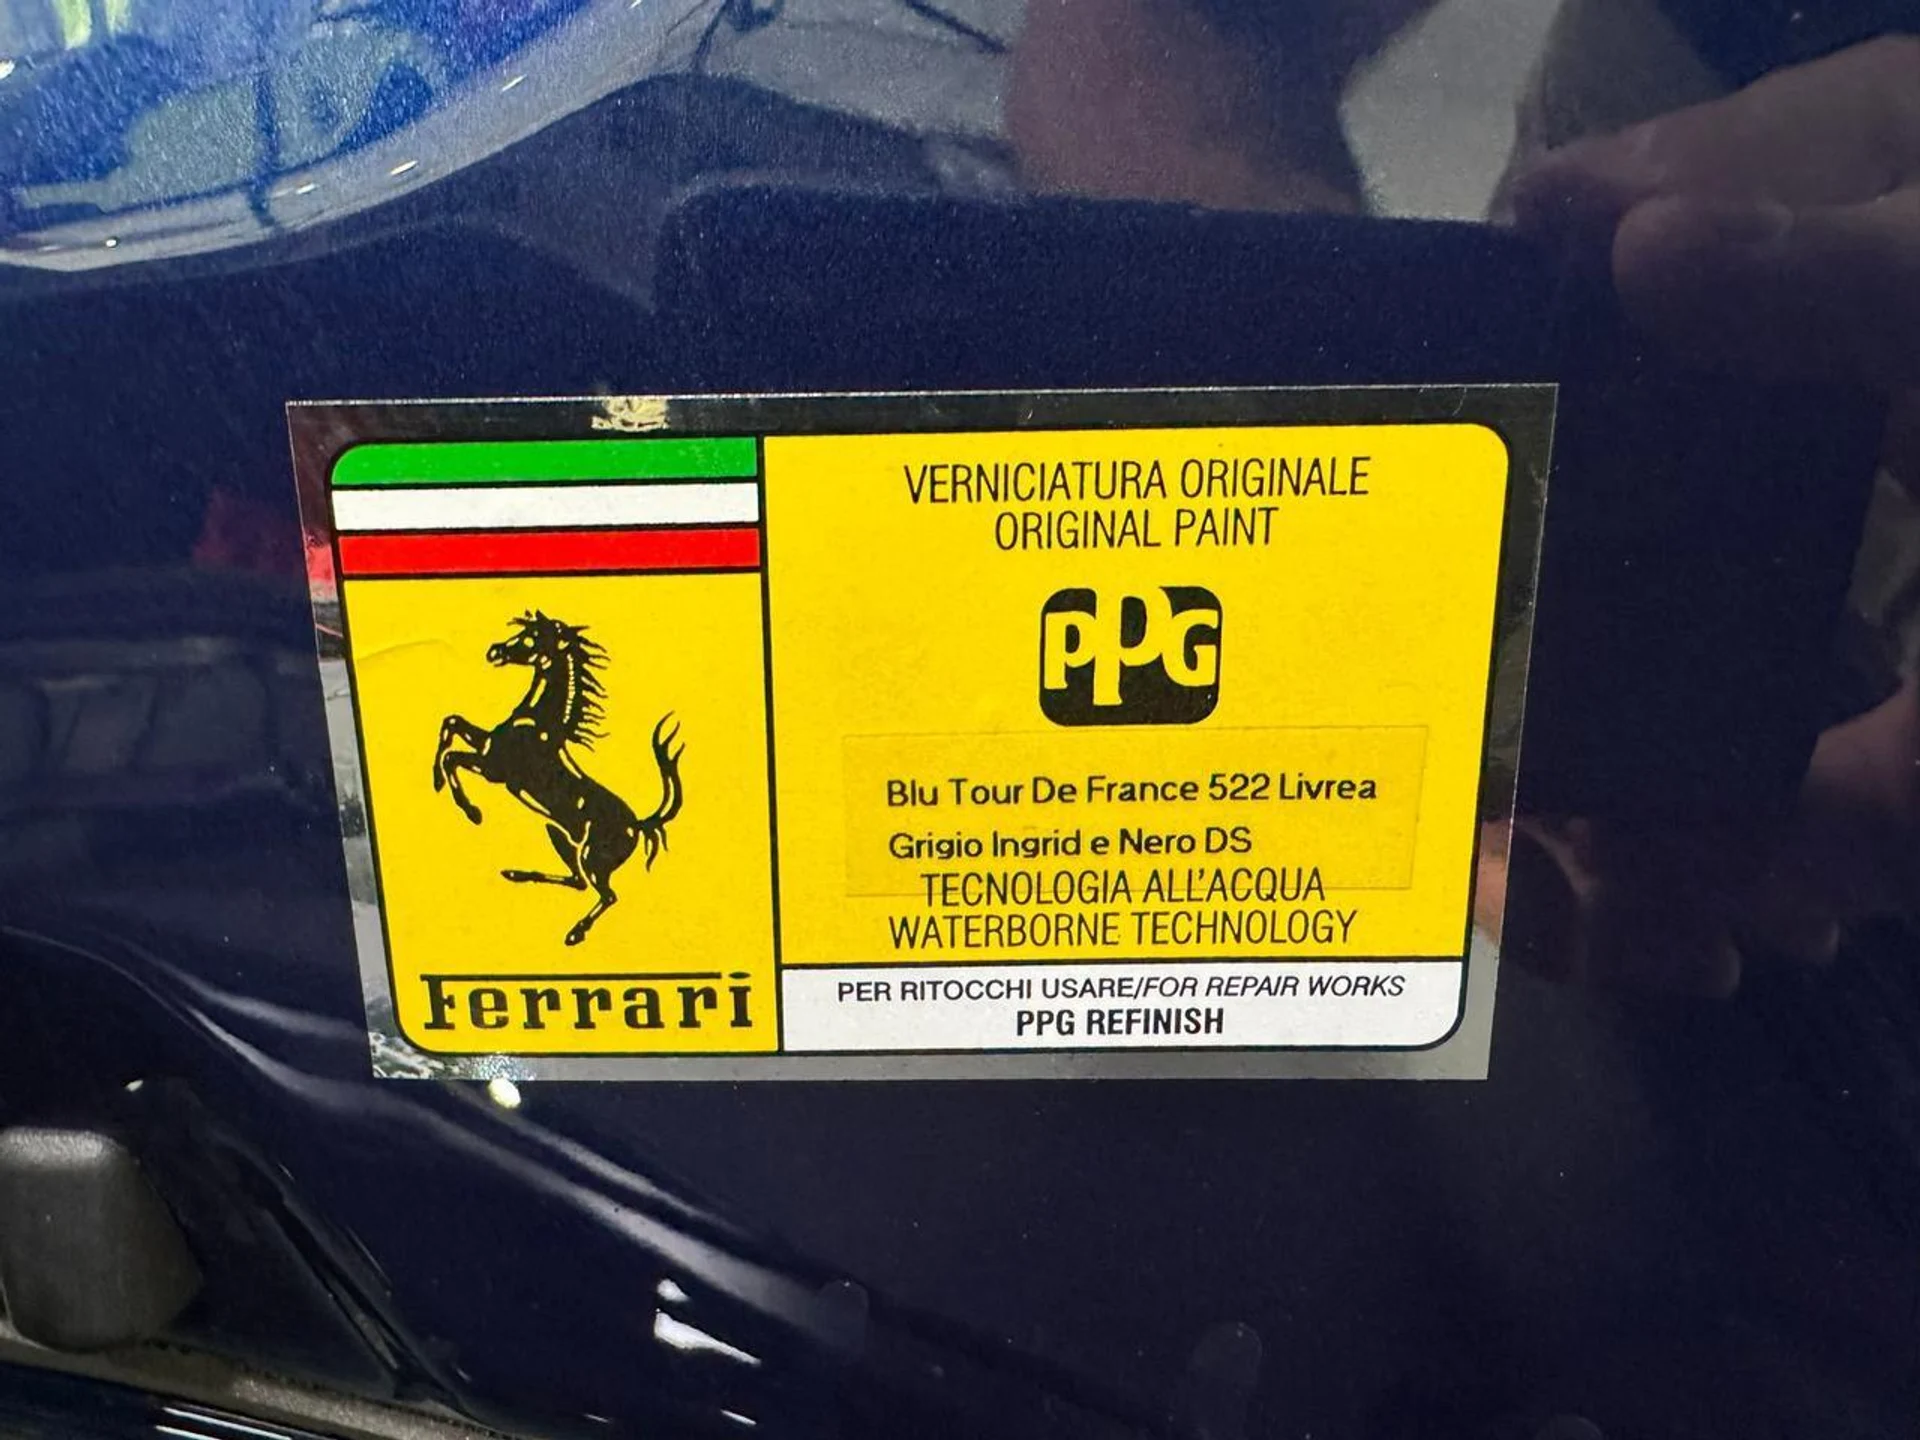 VERNICIATURA ORIGINALE
ORIGINAL PAINT
PPG
Blu Tour De France 522 Livrea
Grigio Ingrid e Nero DS
TECNOLOGIA ALL'ACQUA
WATERBORNE TECHNOLOGY
Ferrari
PER RITOCCHI USARE/FOR REPAIR WORKS
PPG REFINISH